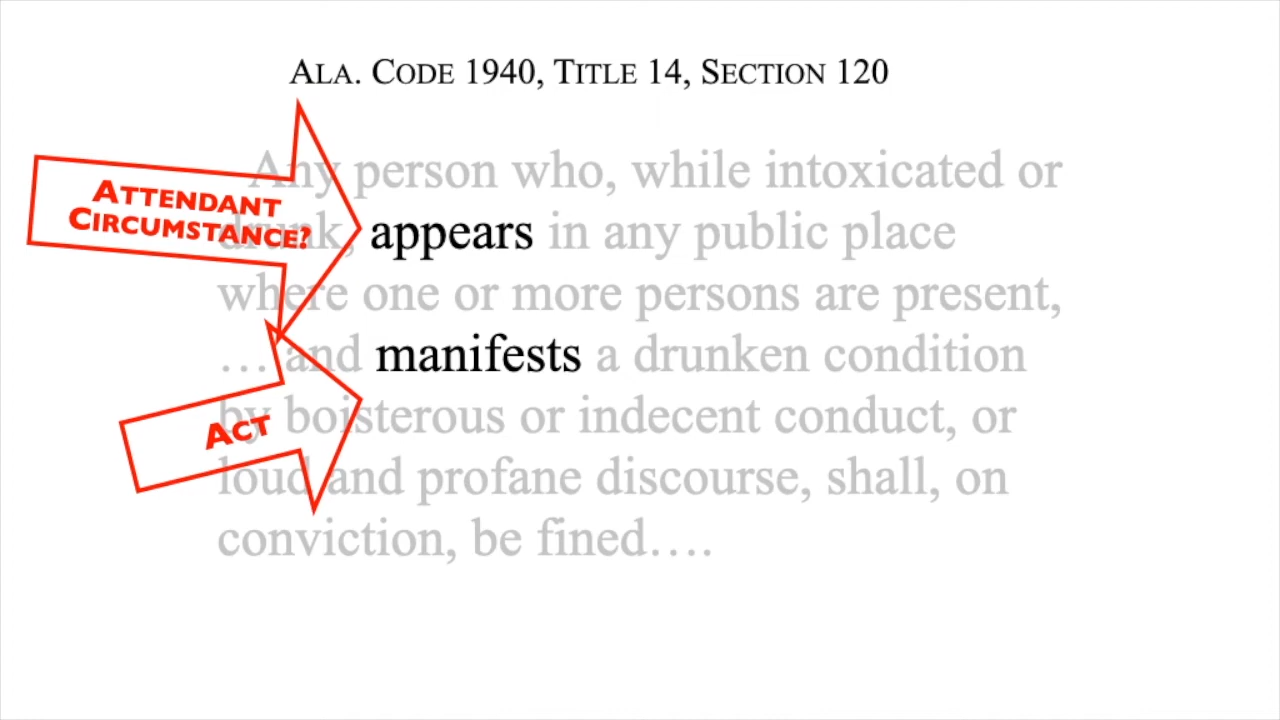 ALA. CODE 1940, TITLE 14, SECTION 120
Any person who, while intoxicated or
drunk, appears in any public place
where one or more persons are present,
… and manifests a drunken condition
by boisterous or indecent conduct, or
loud and profane discourse, shall, on
conviction, be fined….
ATTENDANT
CIRCUMSTANCE?
ACT